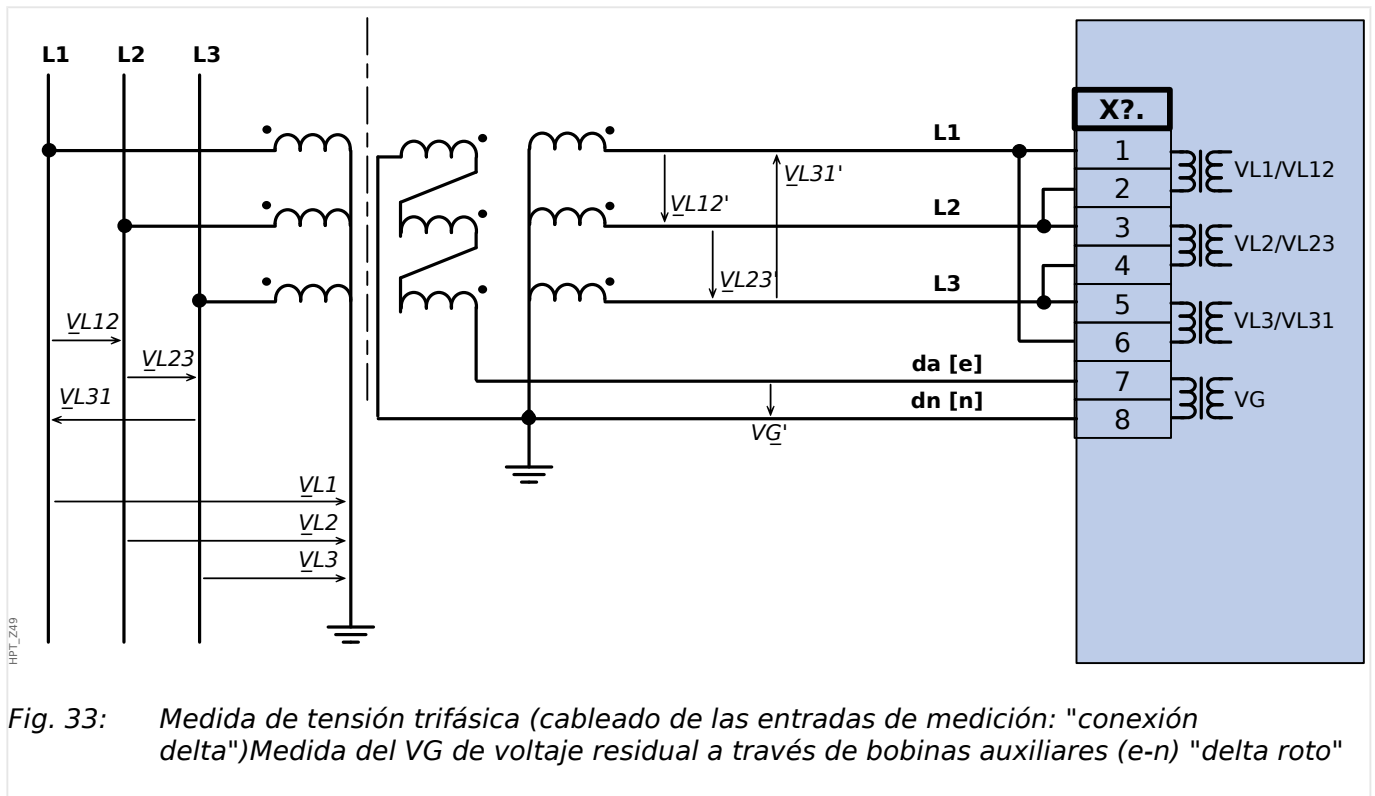 L1 L2 L3
X?.
L1
1
VL1/VL12
VL31'
2
VL12'
L2
3
VL2/VL23
4
VL23'
L3
5
VL3/VL31
VL12
6
VL23
da [e]
7
VL31
dn [n]
VG
8
VG'
VL1
VL2
VL3
HPT_Z49
Fig. 33: Medida de tensión trifásica (cableado de las entradas de medición: "conexión
delta")Medida del VG de voltaje residual a través de bobinas auxiliares (e-n) "delta roto"